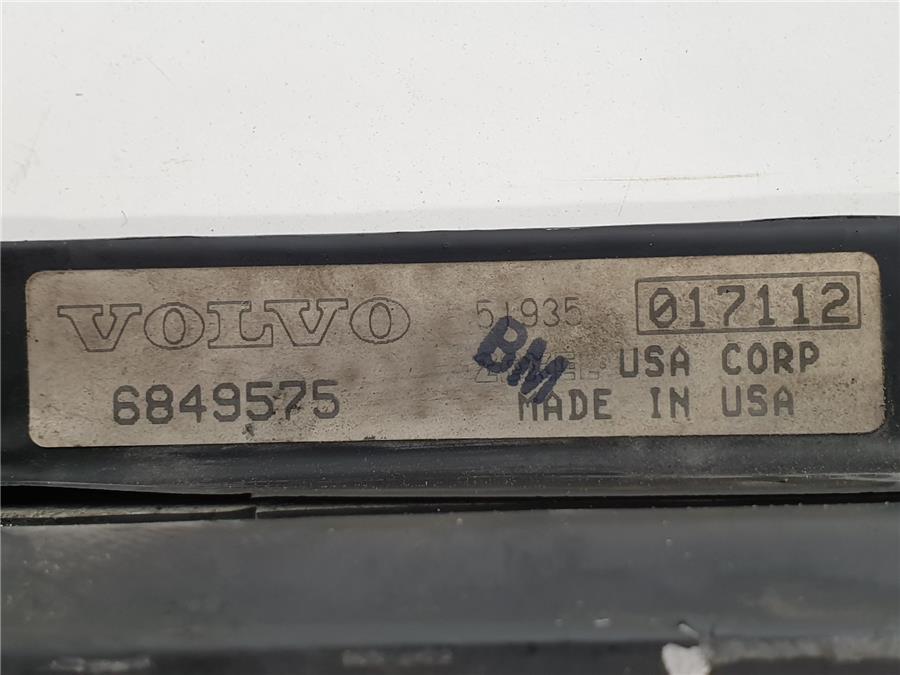 VOLVO 51935 017112
BM USA CORP
6849575 MADE IN USA